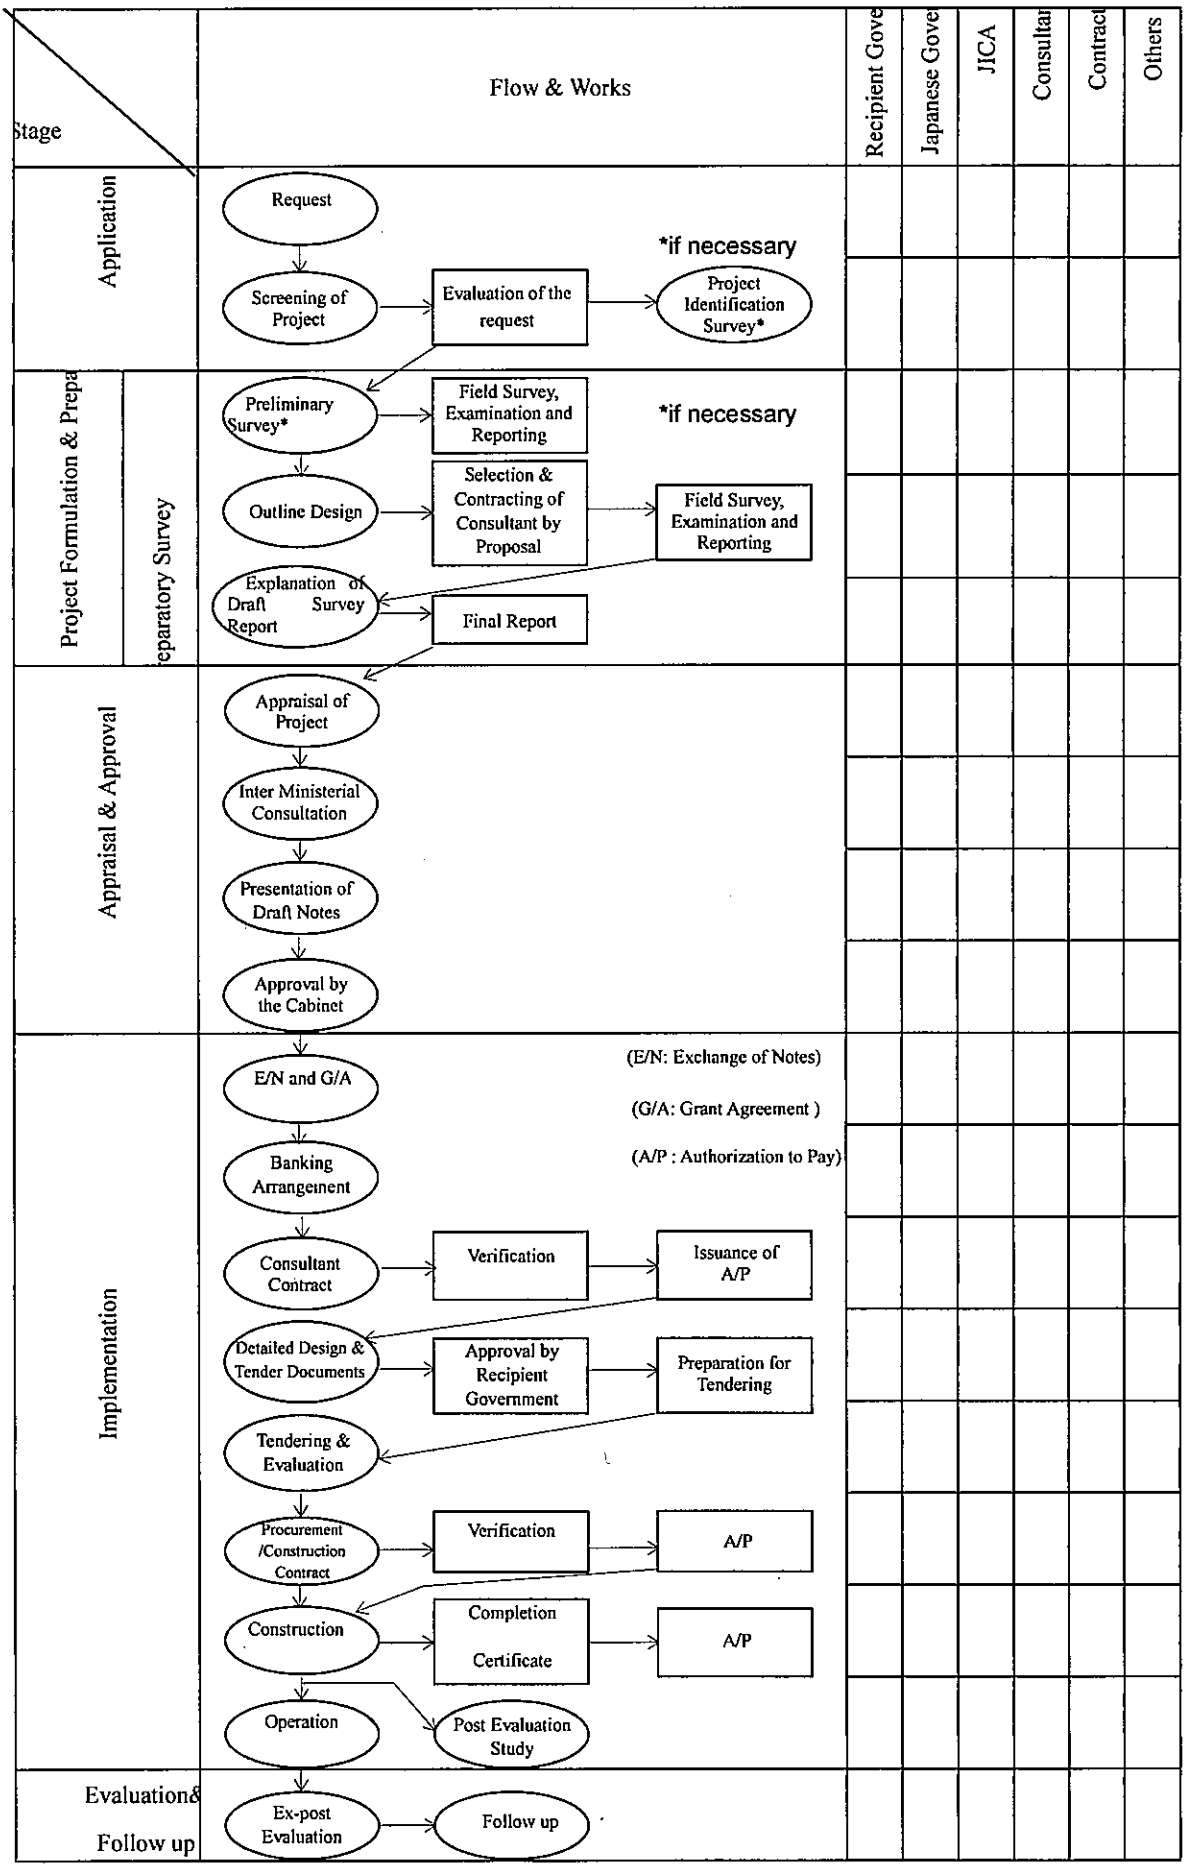 Stage
Flow & Works
Recipient Gove
Japanese Gove
JICA
Consultan
Contract
Others
Application
Request
*if necessary
Screening of
Project
Evaluation of the
request
Project
Identification
Survey*
Project Formulation & Prepa
eparatory Survey
Preliminary
Survey*
Field Survey,
Examination and
Reporting
*if necessary
Outline Design
Selection &
Contracting of
Consultant by
Proposal
Field Survey,
Examination and
Reporting
Explanation of
Draft Survey
Report
Final Report
Appraisal & Approval
Appraisal of
Project
Inter Ministerial
Consultation
Presentation of
Draft Notes
Approval by
the Cabinet
Implementation
(E/N: Exchange of Notes)
E/N and G/A
(G/A: Grant Agreement )
(A/P : Authorization to Pay)
Banking
Arrangement
Consultant
Contract
Verification
Issuance of
A/P
Detailed Design &
Tender Documents
Approval by
Recipient
Government
Preparation for
Tendering
Tendering &
Evaluation
Procurement
/Construction
Contract
Verification
A/P
Construction
Completion
Certificate
A/P
Operation
Post Evaluation
Study
Evaluation&
Follow up
Ex-post
Evaluation
Follow up